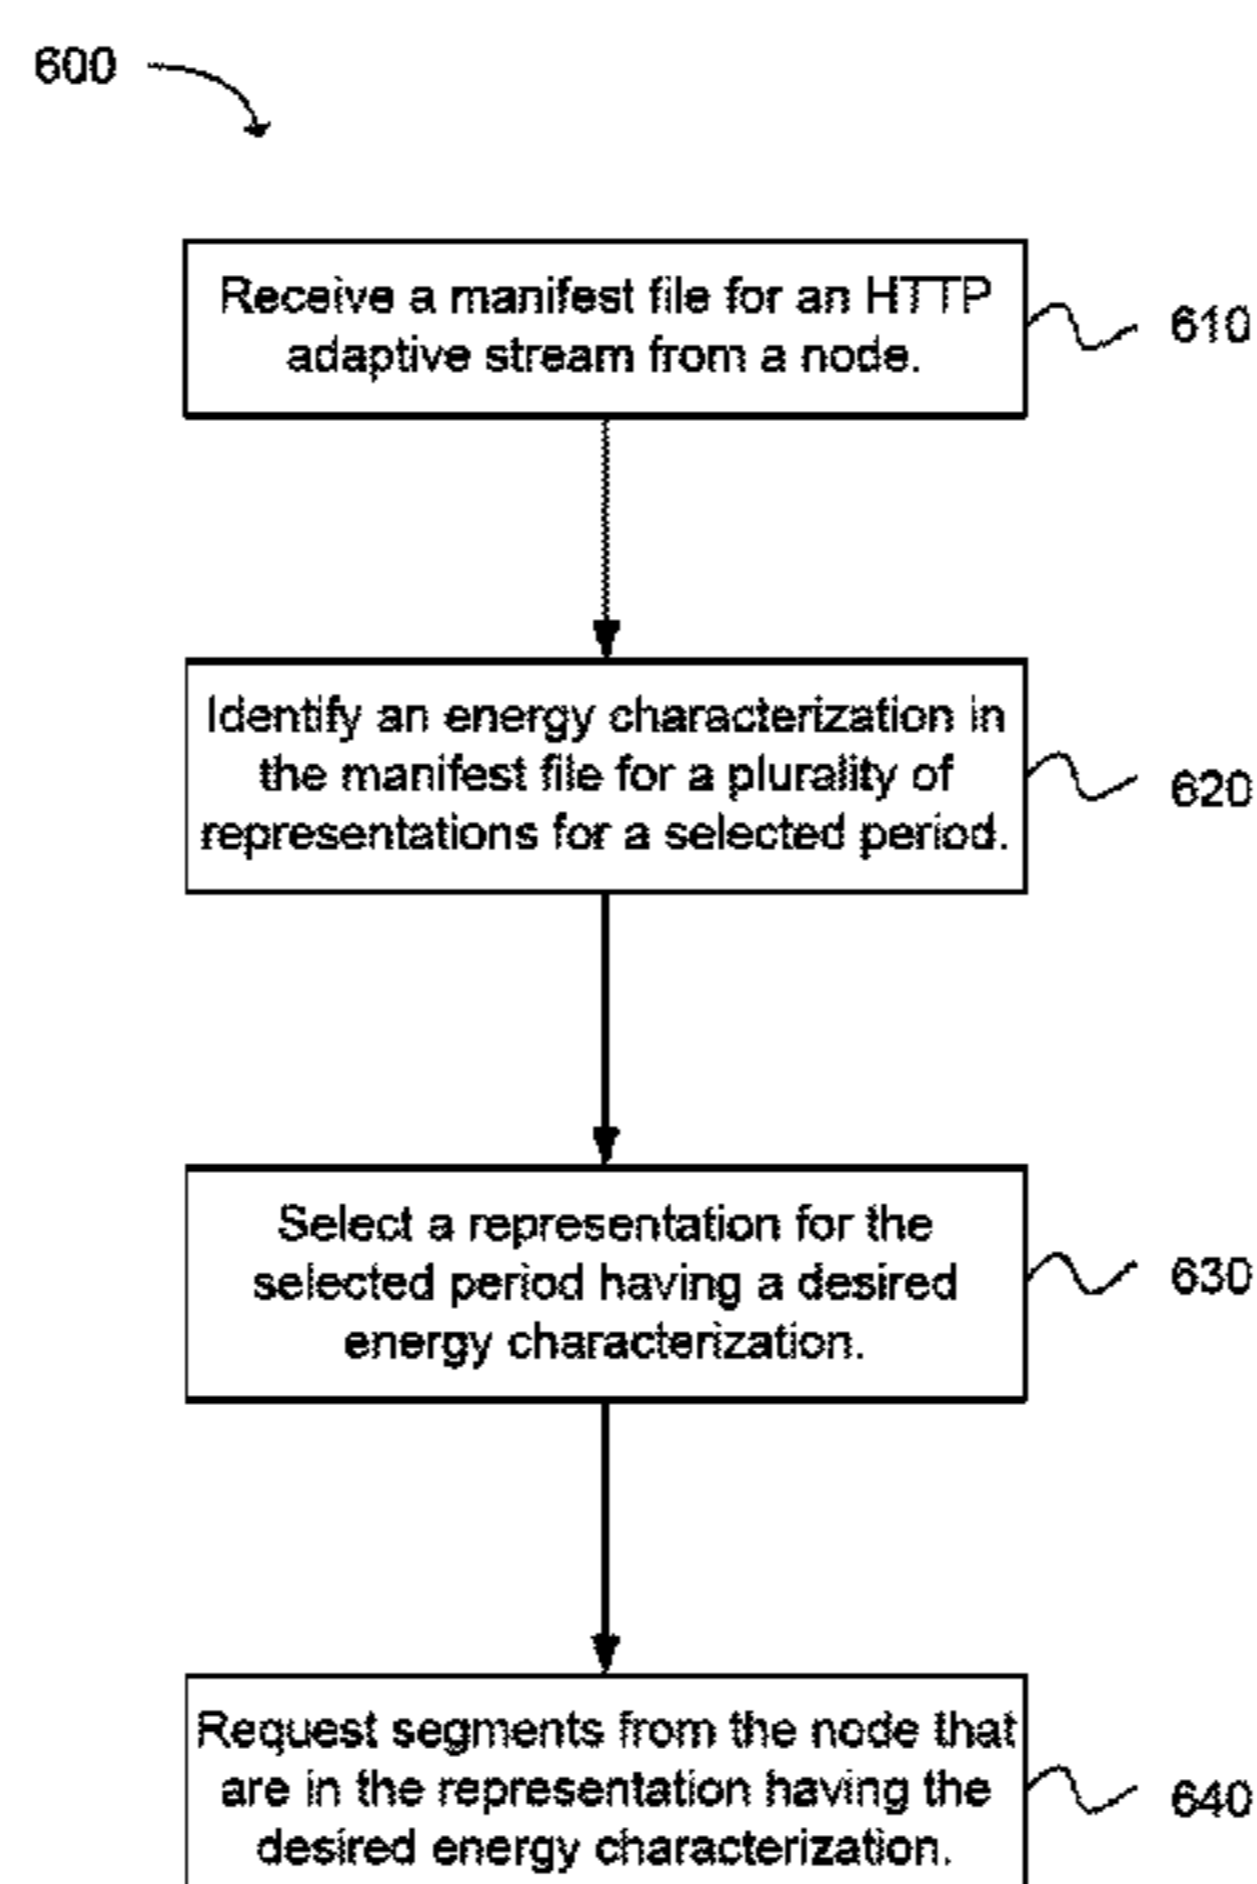 600
Receive a manifest file for an HTTP
adaptive stream from a node.
610
Identify an energy characterization in
the manifest file for a plurality of
representations for a selected period.
620
Select a representation for the
selected period having a desired
energy characterization.
630
Request segments from the node that
are in the representation having the
desired energy characterization.
640